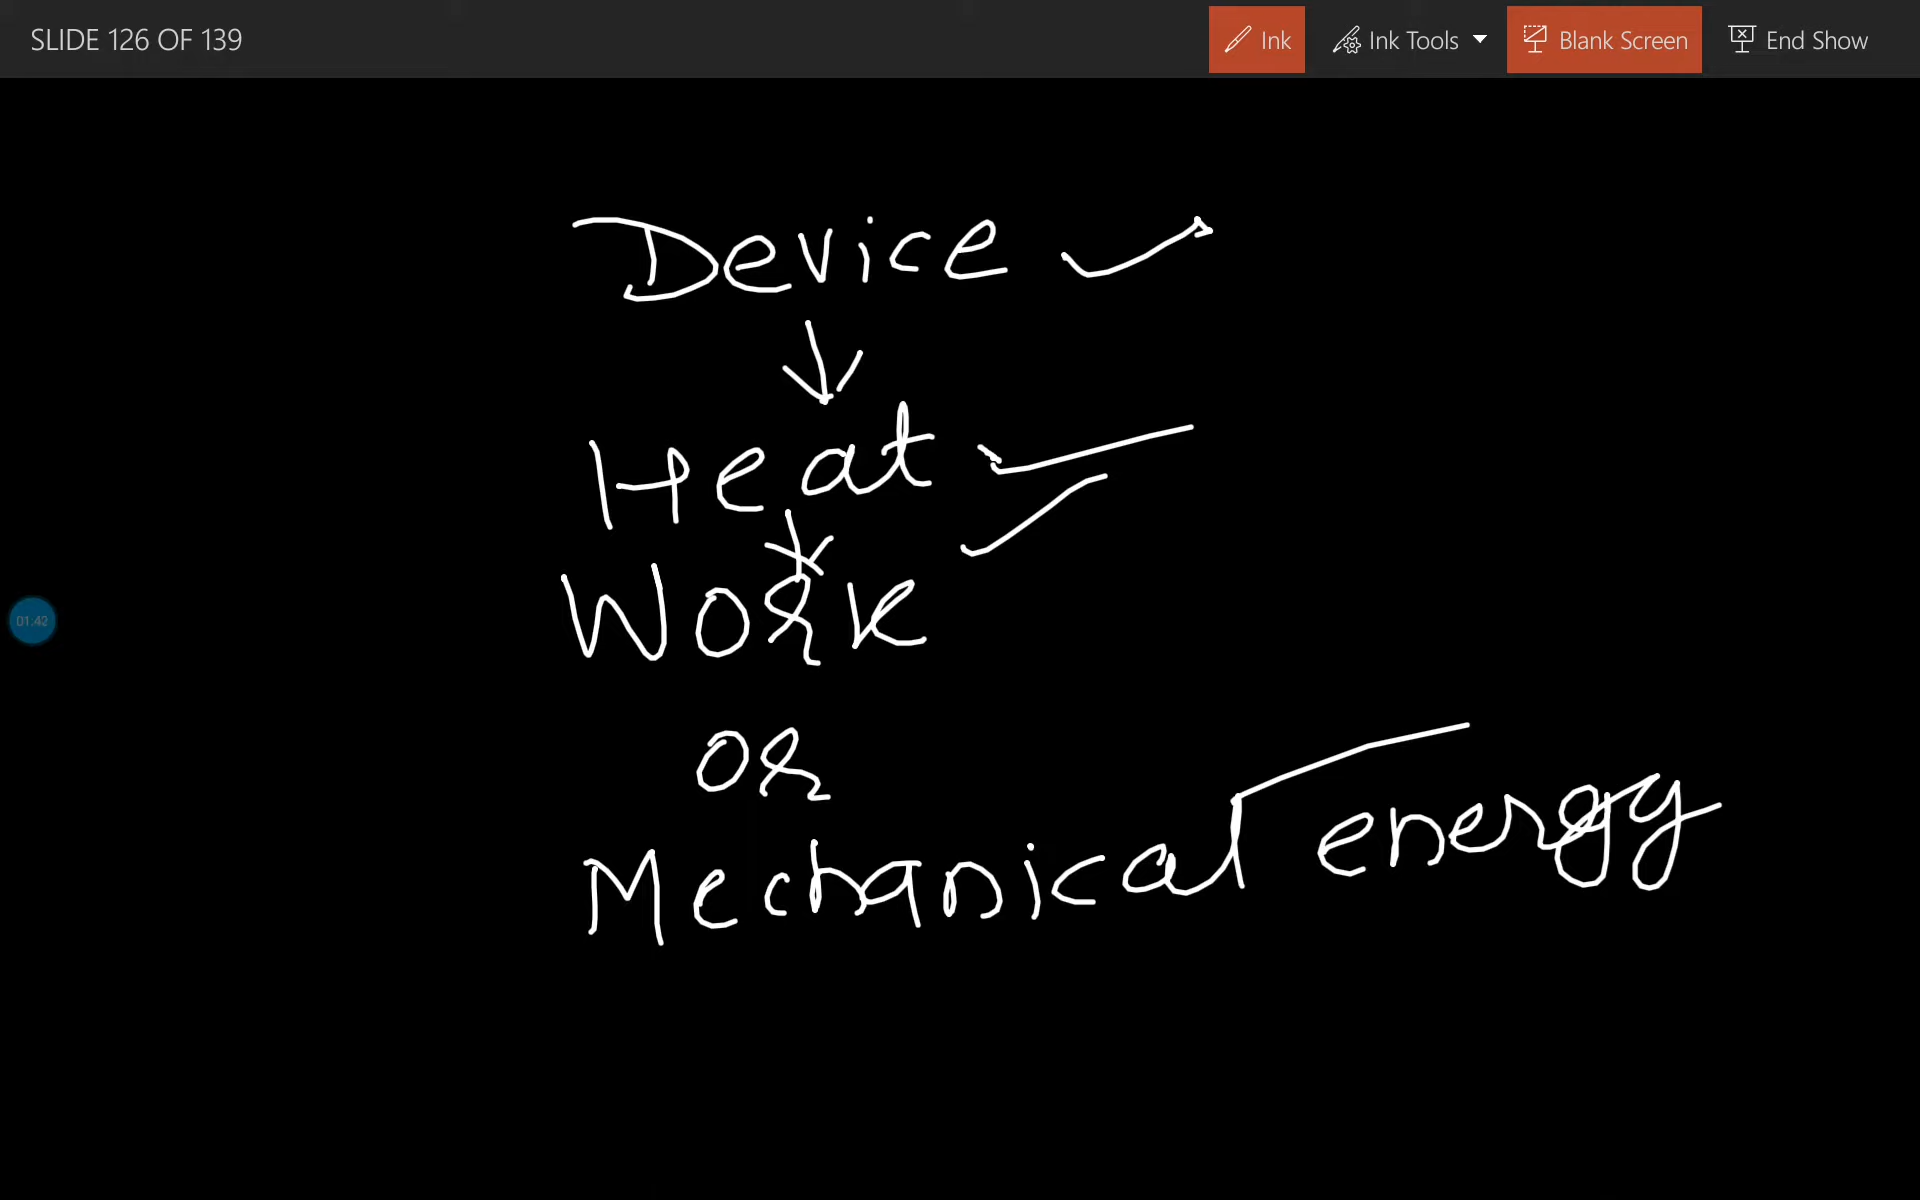 SLIDE 126 OF 139
Ink
Ink Tools
Blank Screen
End Show
Device
Heat
01:42
Work
or
Mechanical energy